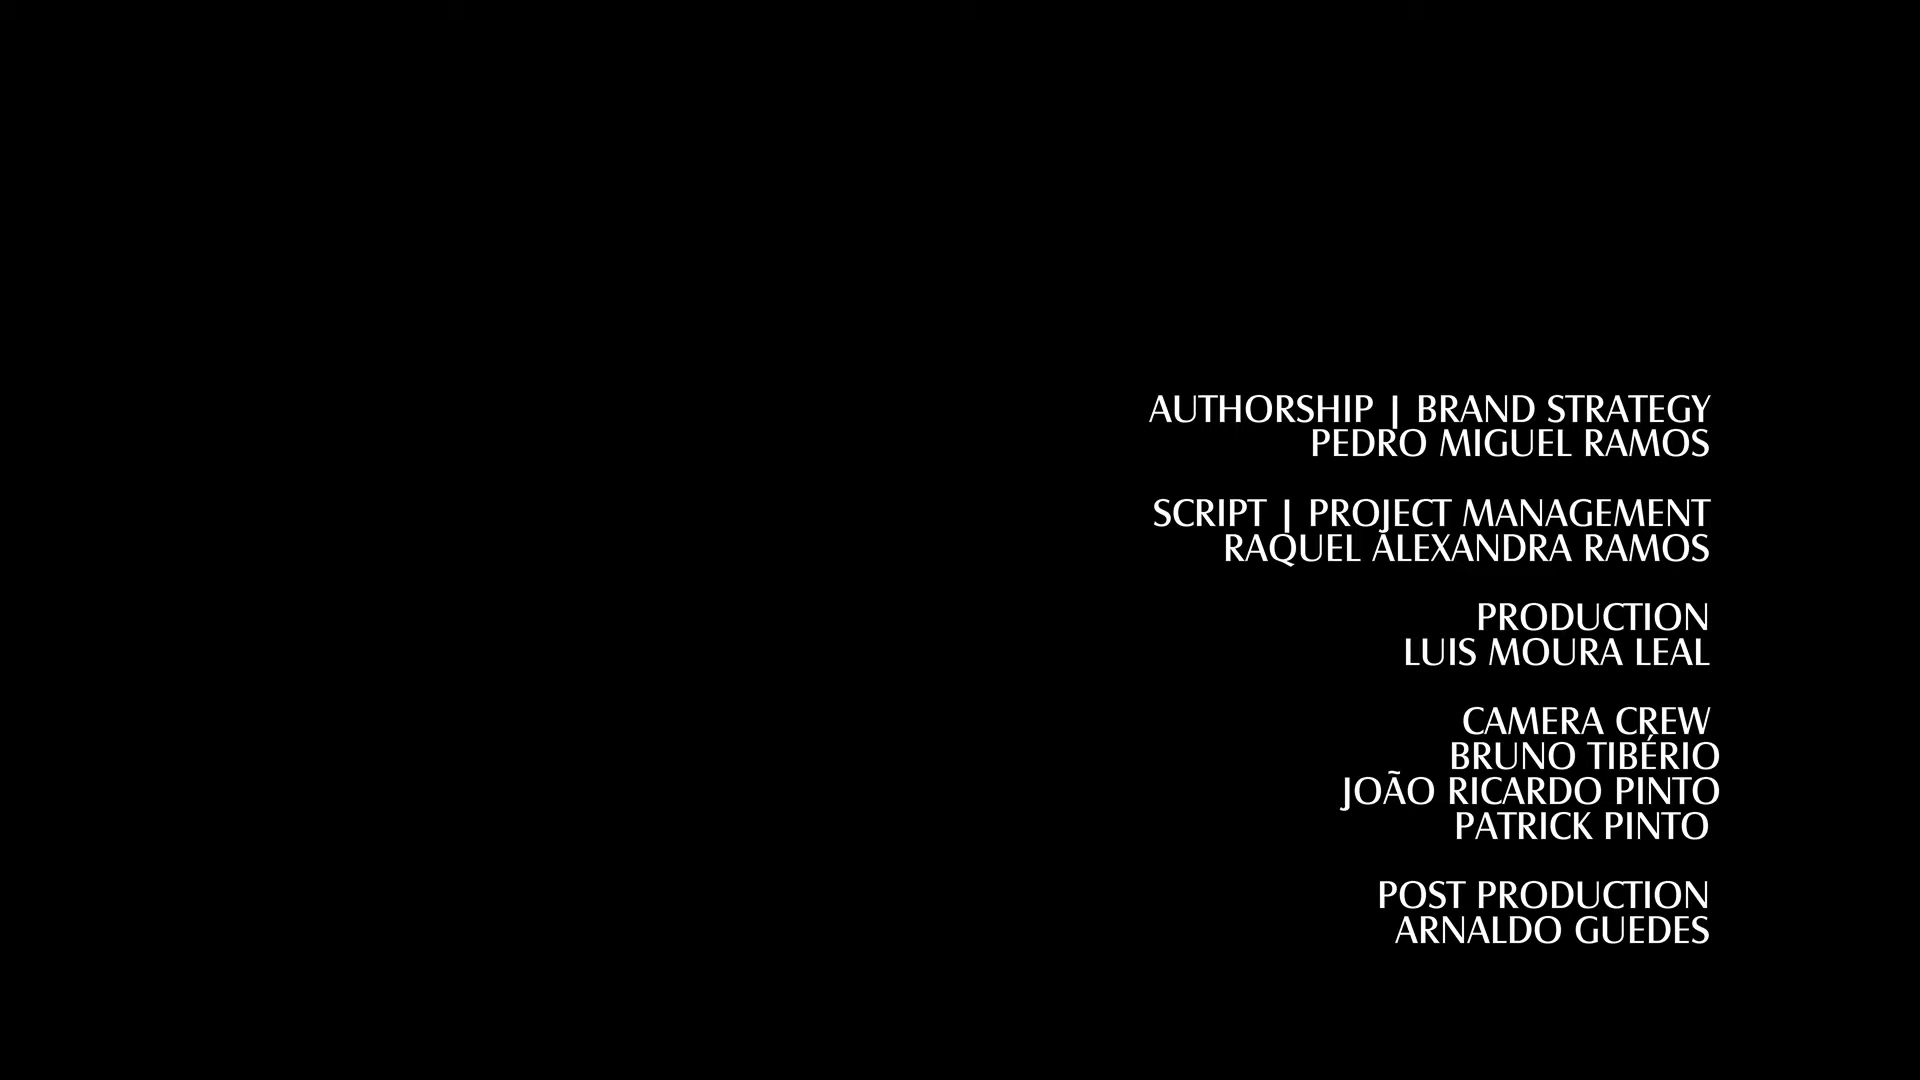 AUTHORSHIP | BRAND STRATEGY
PEDRO MIGUEL RAMOS
SCRIPT | PROJECT MANAGEMENT
RAQUEL ALEXANDRA RAMOS
PRODUCTION
LUIS MOURA LEAL
CAMERA CREW
BRUNO TIBÉRIO
JOÃO RICARDO PINTO
PATRICK PINTO
POST PRODUCTION
ARNALDO GUEDES